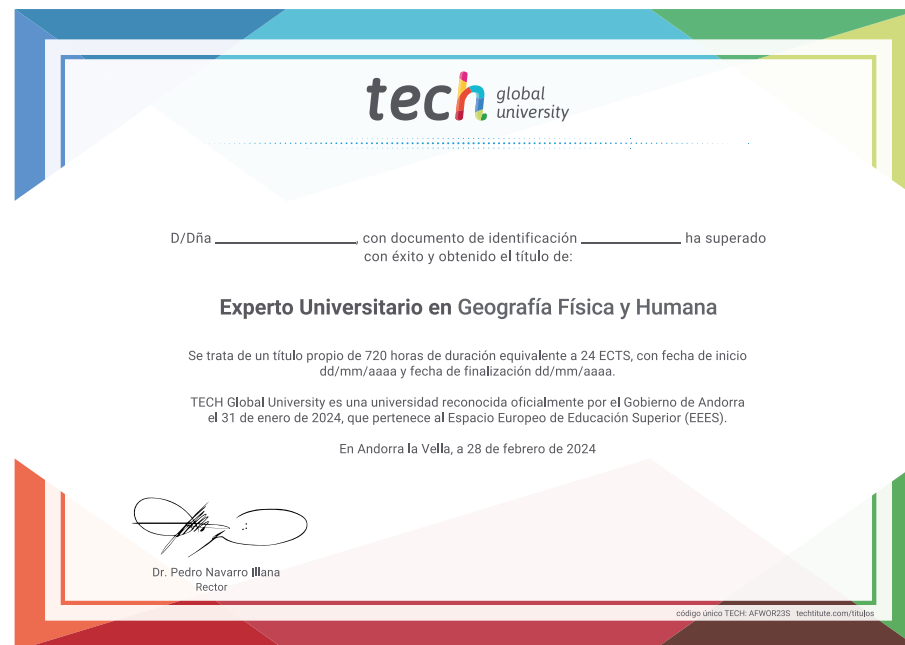 tech global university
D/Dña ____________________, con documento de identificación ______________ ha superado
con éxito y obtenido el título de:
Experto Universitario en Geografía Física y Humana
Se trata de un título propio de 720 horas de duración equivalente a 24 ECTS, con fecha de inicio
dd/mm/aaaa y fecha de finalización dd/mm/aaaa.
TECH Global University es una universidad reconocida oficialmente por el Gobierno de Andorra
el 31 de enero de 2024, que pertenece al Espacio Europeo de Educación Superior (EEES).
En Andorra la Vella, a 28 de febrero de 2024
Dr. Pedro Navarro Illana
Rector
código único TECH: AFWOR23S techtitute.com/titulos